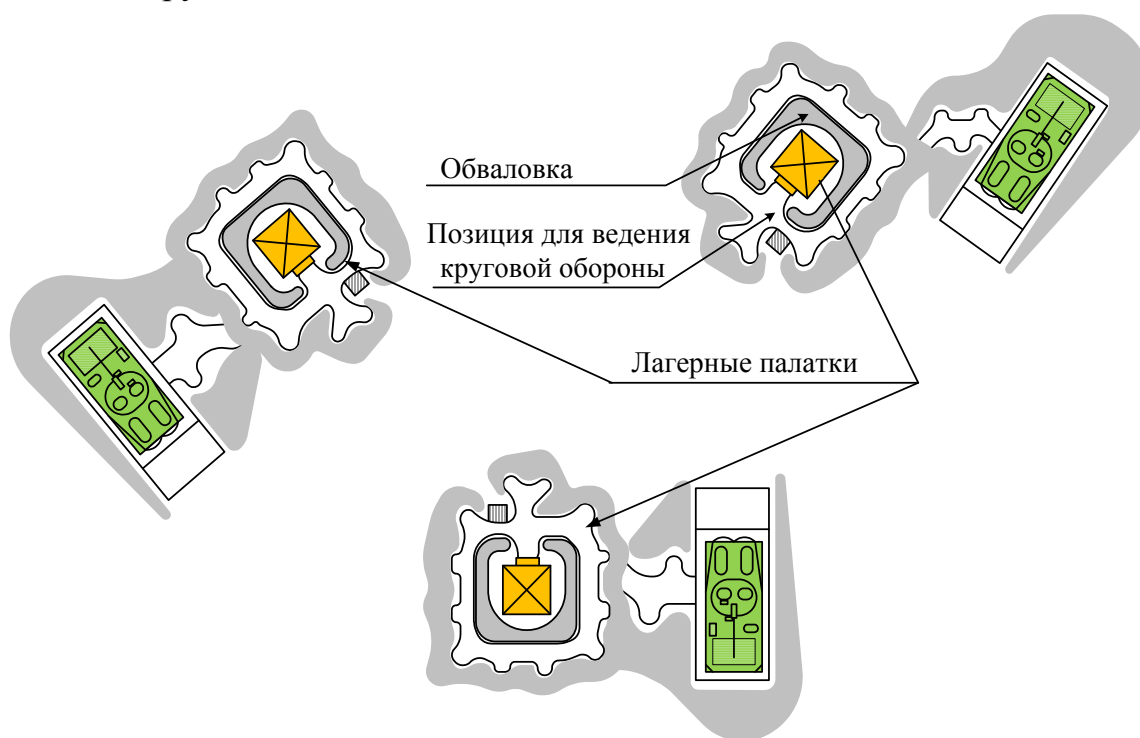 Обваловка
Позиция для ведения
круговой обороны
Лагерные палатки